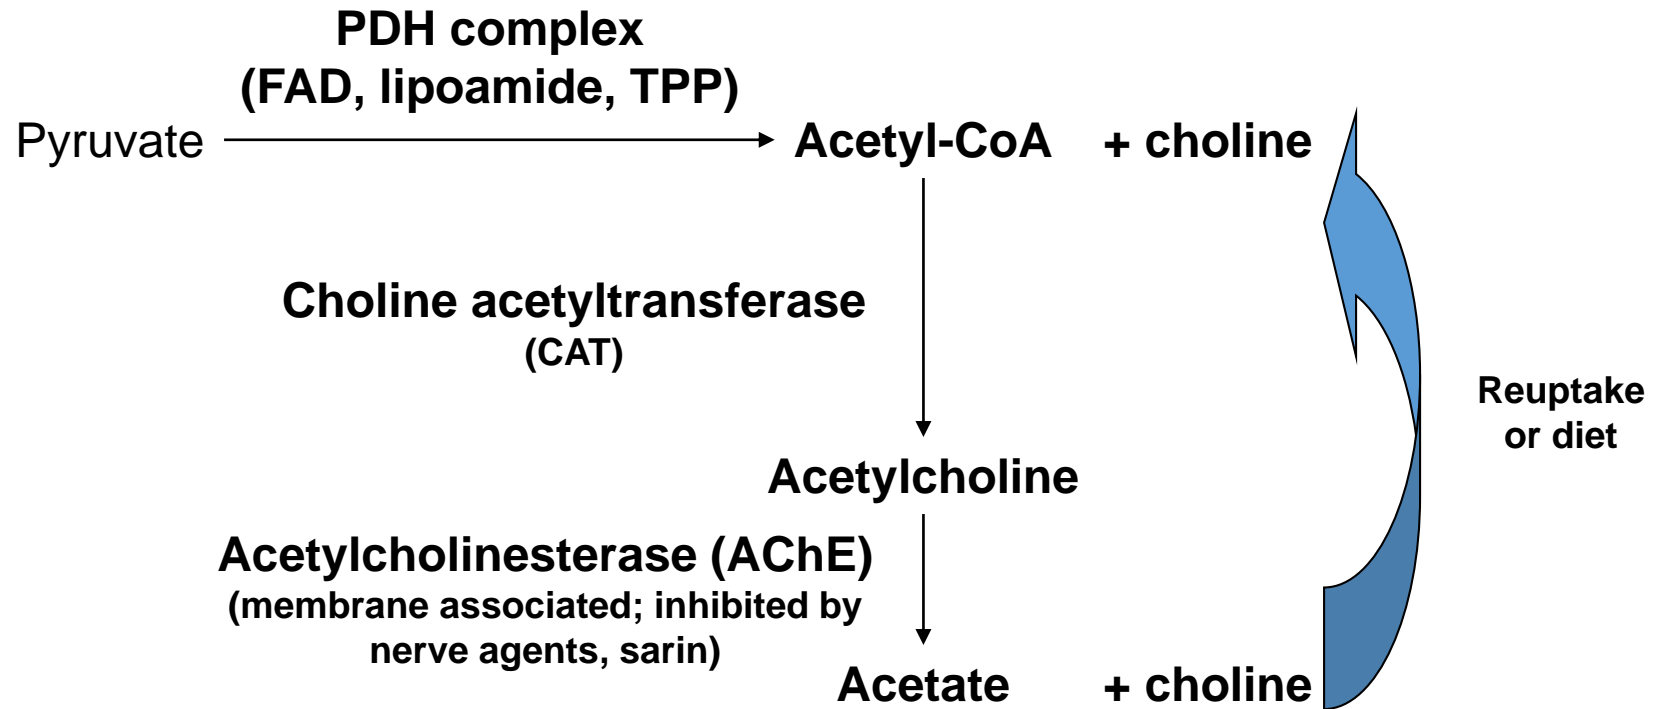 PDH complex
(FAD, lipoamide, TPP)
Pyruvate
Acetyl-CoA + choline
Choline acetyltransferase
(CAT)
Reuptake
or diet
Acetylcholine
Acetylcholinesterase (AChE)
(membrane associated; inhibited by
nerve agents, sarin)
Acetate + choline